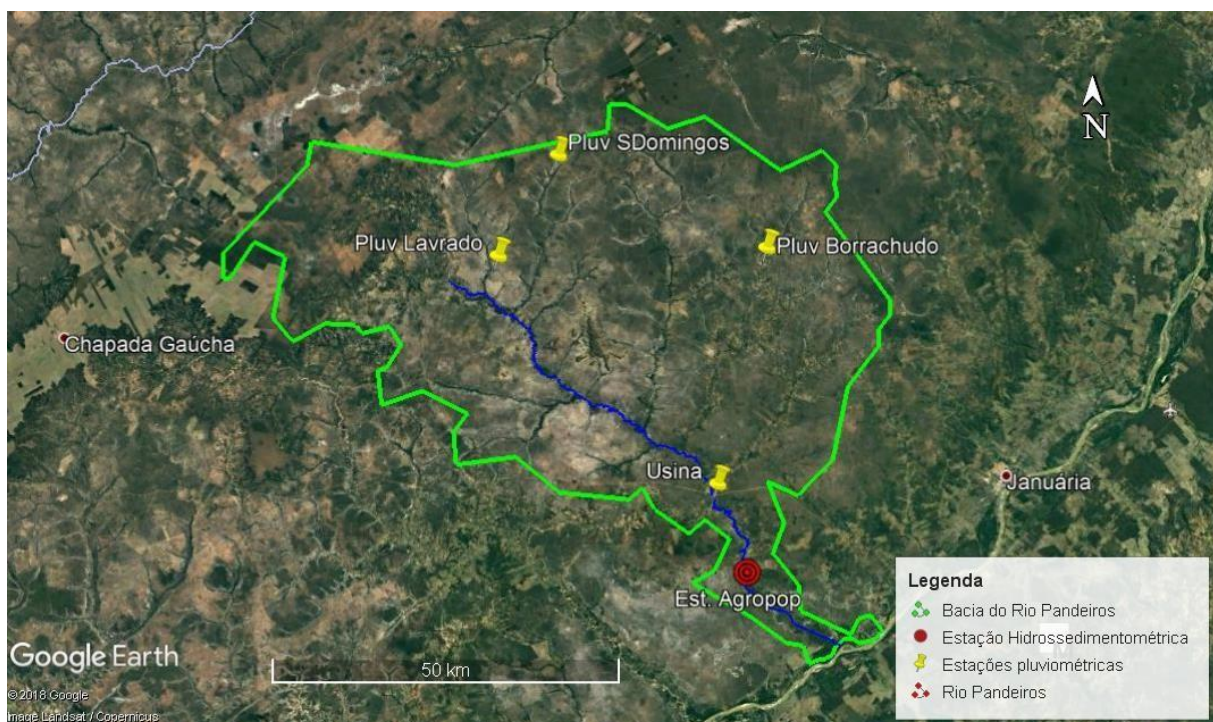 N
Pluv SDomingos
Pluv Lavrado
Pluv Borrachudo
Chapada Gaúcha
Usina
Januária
Est. Agropop
Legenda
Bacia do Rio Pandeiros
Estação Hidrossedimentométrica
Estações pluviométricas
Rio Pandeiros
Google Earth
50 km
©2018 Google
Image Landsat / Copernicus